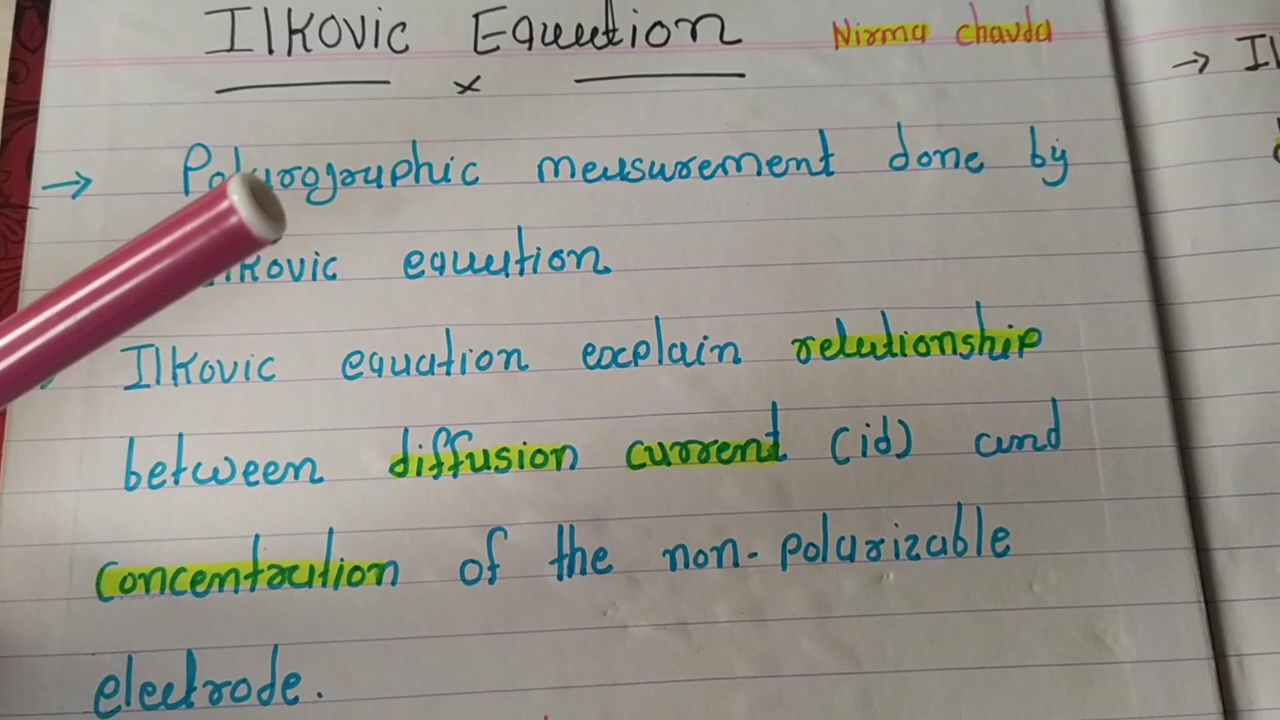 Ilkovic Equation
Nirma chavda
→ Polarographic measurement done by
Ilkovic equation
Ilkovic equation explain relationship
between diffusion current (id) and
concentration of the non-polarizable
electrode.
→ Il